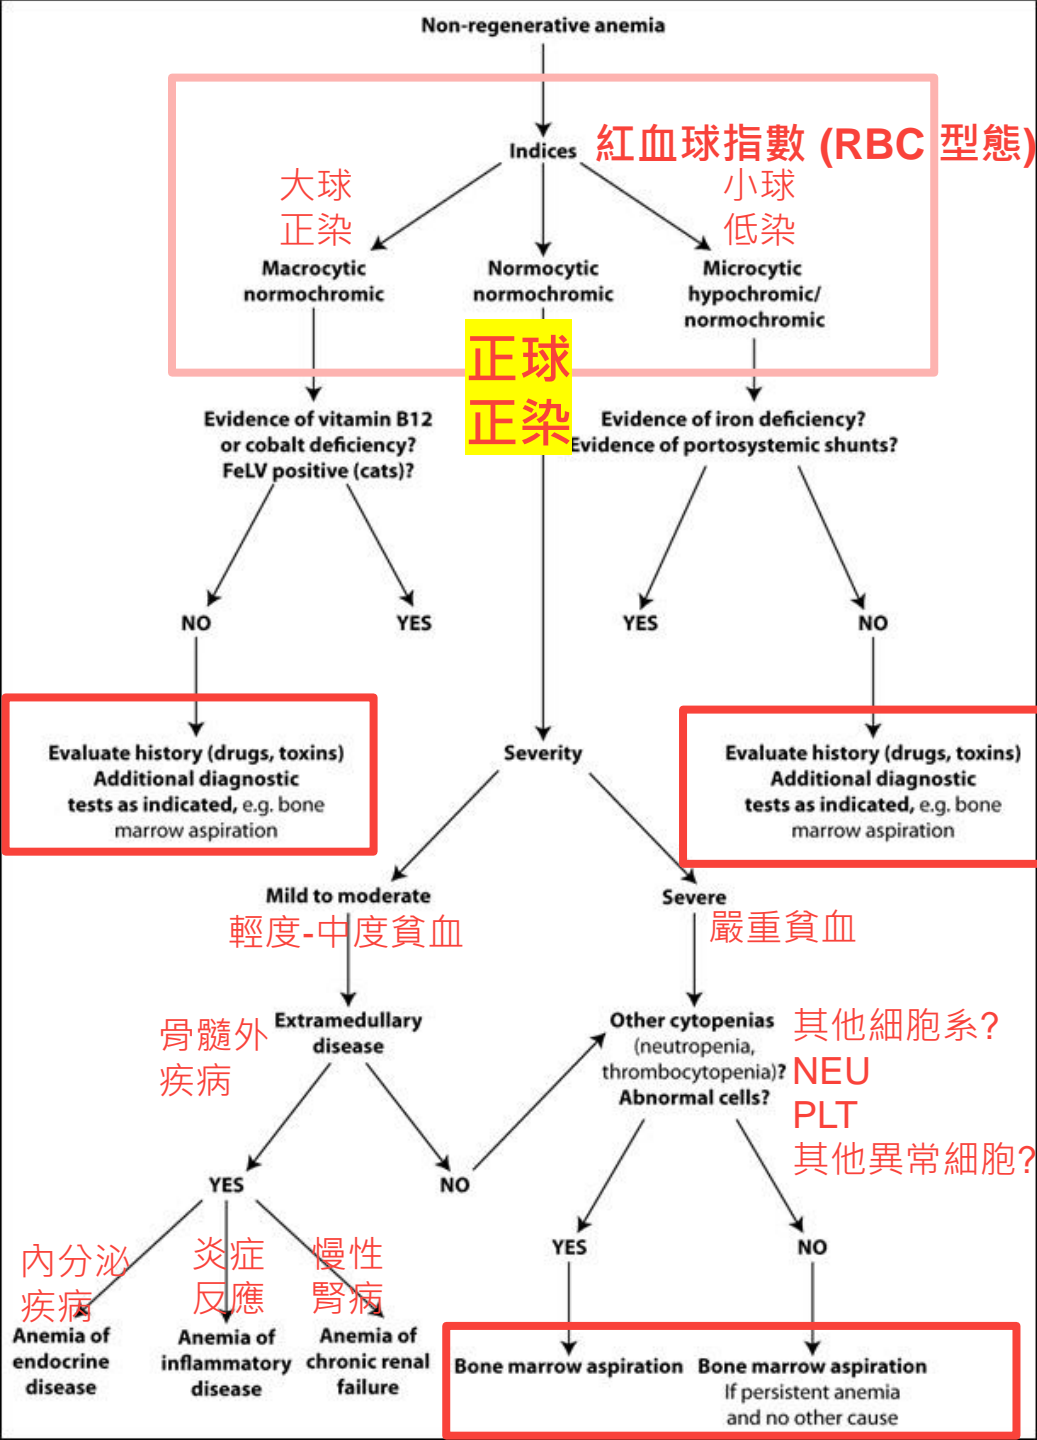 Non-regenerative anemia
Indices
紅血球指數 (RBC 型態)
大球
正染
小球
低染
Macrocytic
normochromic
Normocytic
normochromic
Microcytic
hypochromic/
normochromic
正球
正染
Evidence of vitamin B12
or cobalt deficiency?
FeLV positive (cats)?
Evidence of iron deficiency?
Evidence of portosystemic shunts?
NO
YES
YES
NO
Evaluate history (drugs, toxins)
Additional diagnostic
tests as indicated, e.g. bone
marrow aspiration
Severity
Evaluate history (drugs, toxins)
Additional diagnostic
tests as indicated, e.g. bone
marrow aspiration
Mild to moderate
輕度-中度貧血
Severe
嚴重貧血
骨髓外
疾病
Extramedullary
disease
Other cytopenias
(neutropenia,
thrombocytopenia)?
Abnormal cells?
其他細胞系?
NEU
PLT
其他異常細胞?
YES
NO
YES
NO
內分泌
疾病
炎症
反應
慢性
腎病
Anemia of
endocrine
disease
Anemia of
inflammatory
disease
Anemia of
chronic renal
failure
Bone marrow aspiration
Bone marrow aspiration
If persistent anemia
and no other cause